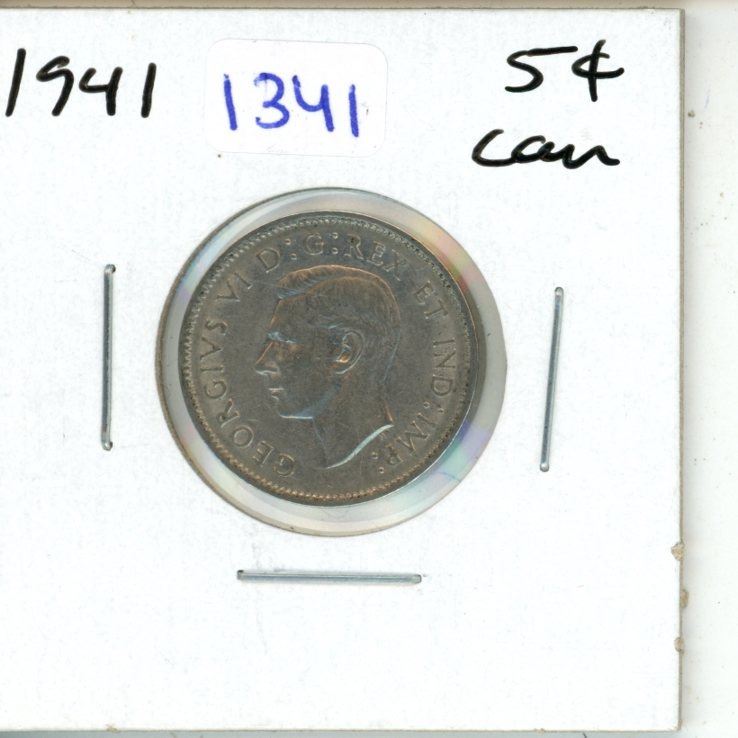 1941
1341
5¢
can
GEORGIVS VI D:G:REX ET IND:IMP: